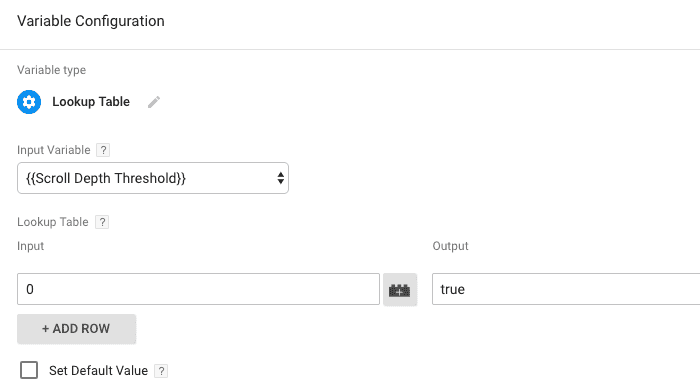 Variable Configuration
Variable type
Lookup Table
Input Variable ?
{{Scroll Depth Threshold}}
Lookup Table ?
Input Output
0 true
+ ADD ROW
Set Default Value ?